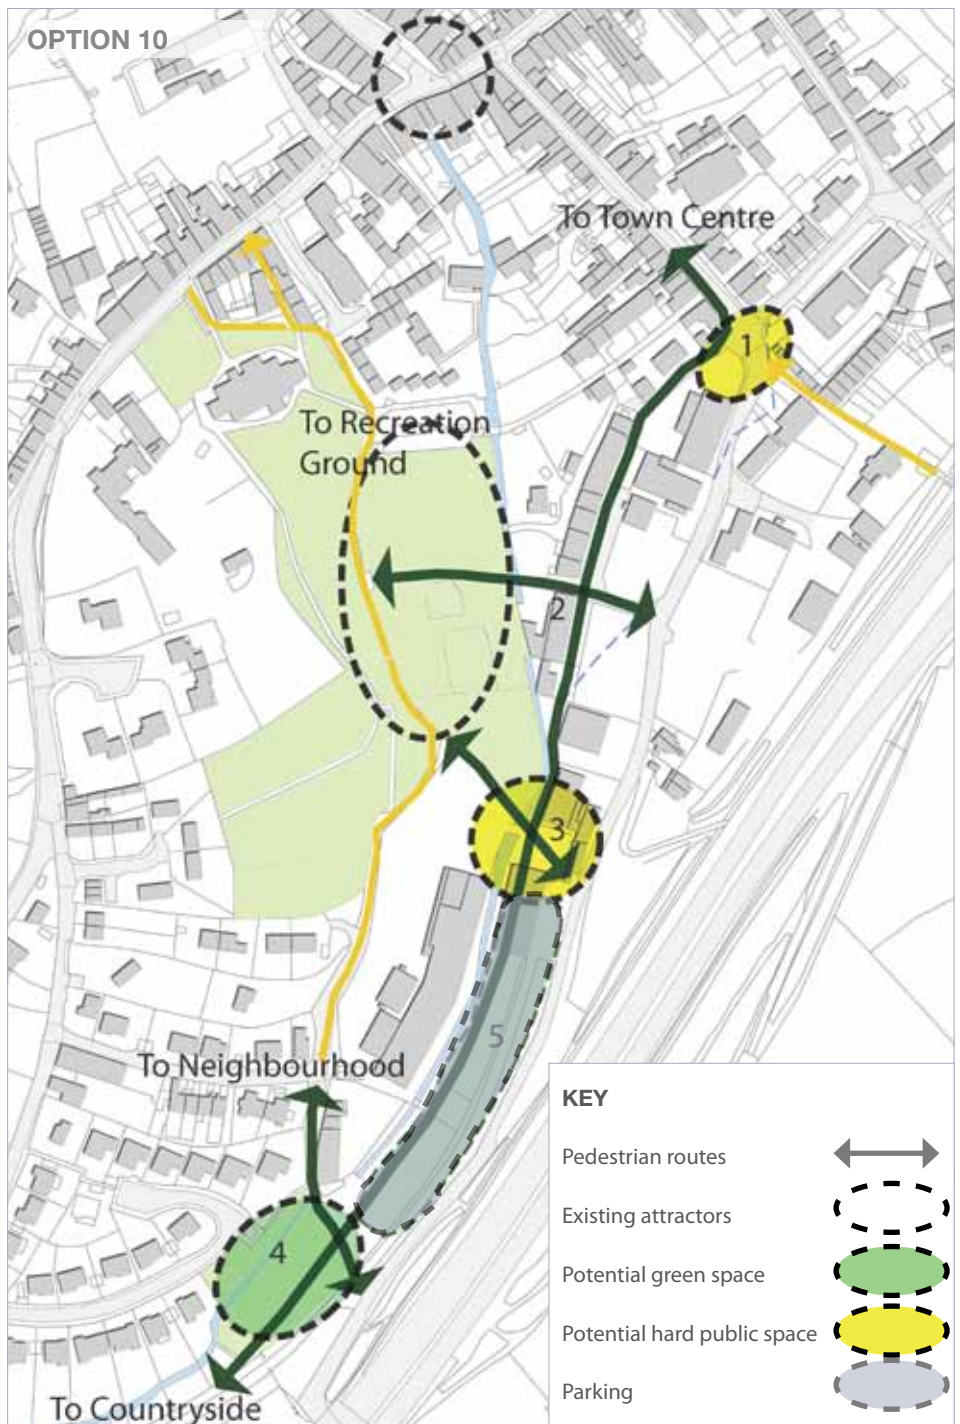 OPTION 10
To Town Centre
1
To Recreation
Ground
2
3
5
To Neighbourhood
4
To Countryside
KEY
Pedestrian routes
Existing attractors
Potential green space
Potential hard public space
Parking